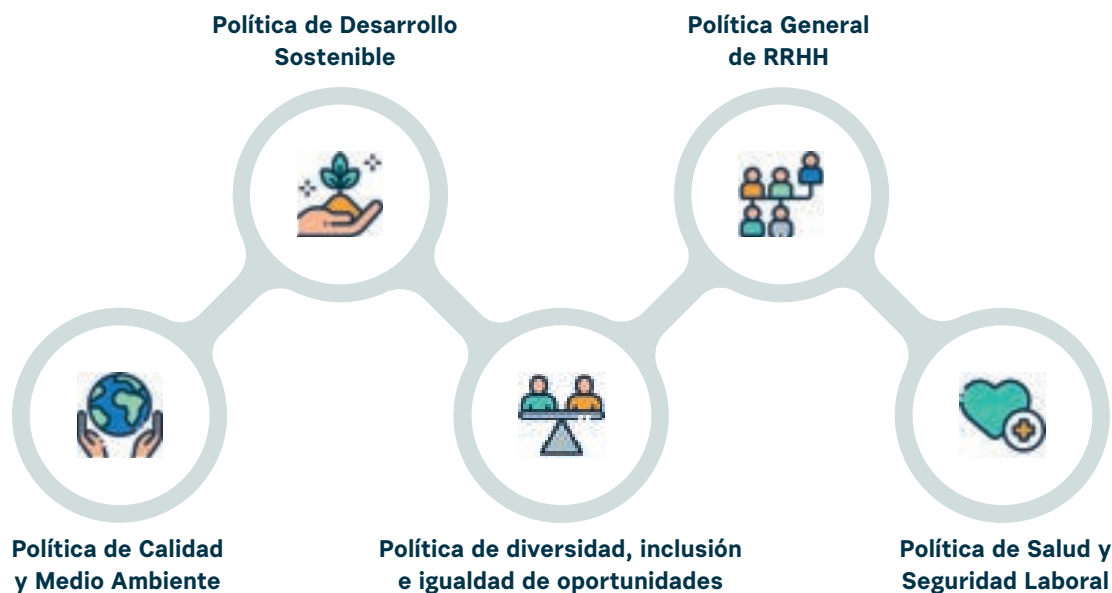 Política de Desarrollo
Sostenible
Política General
de RRHH
Política de Calidad
y Medio Ambiente
Política de diversidad, inclusión
e igualdad de oportunidades
Política de Salud y
Seguridad Laboral